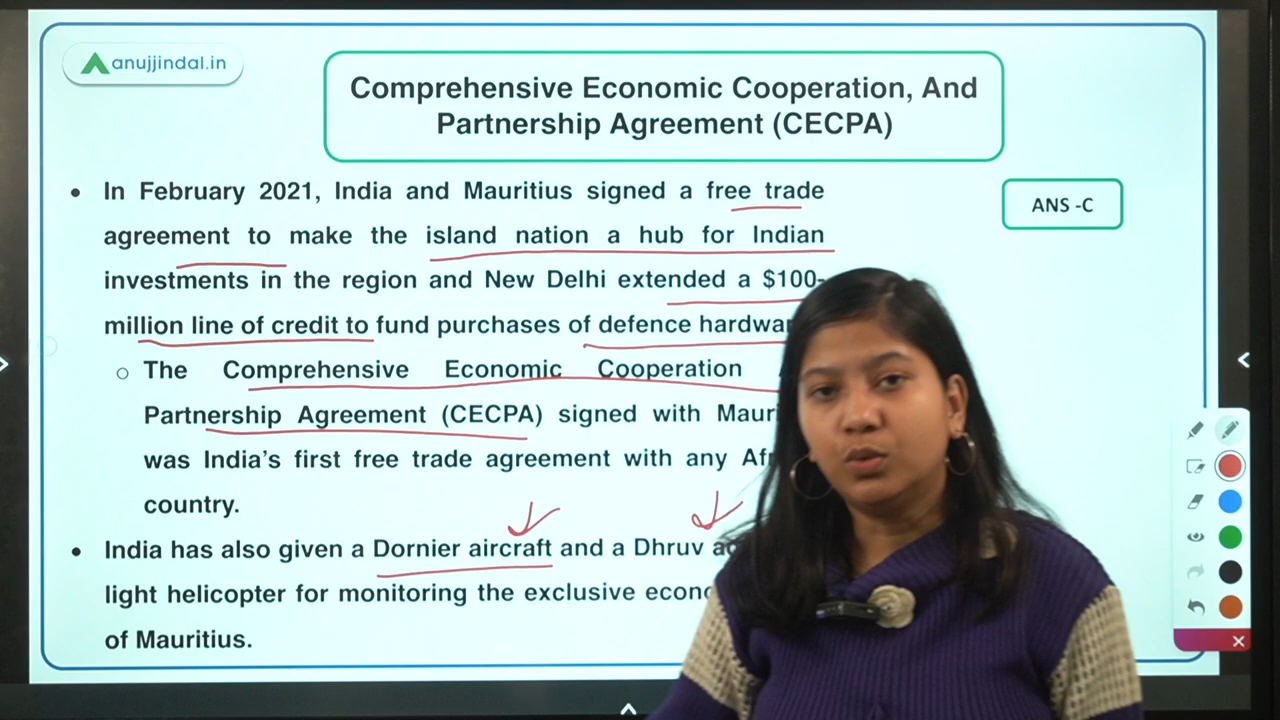 anujjindal.in
Comprehensive Economic Cooperation, And
Partnership Agreement (CECPA)
In February 2021, India and Mauritius signed a free trade
agreement to make the island nation a hub for Indian
investments in the region and New Delhi extended a $100-
million line of credit to fund purchases of defence
The Comprehensive Economic Cooperation
Partnership Agreement (CECPA) signed with
was India's first free trade agreement with any
country.
India has also given a Dornier aircraft and a Dhruv
light helicopter for monitoring the exclusive
of Mauritius.
ANS -C